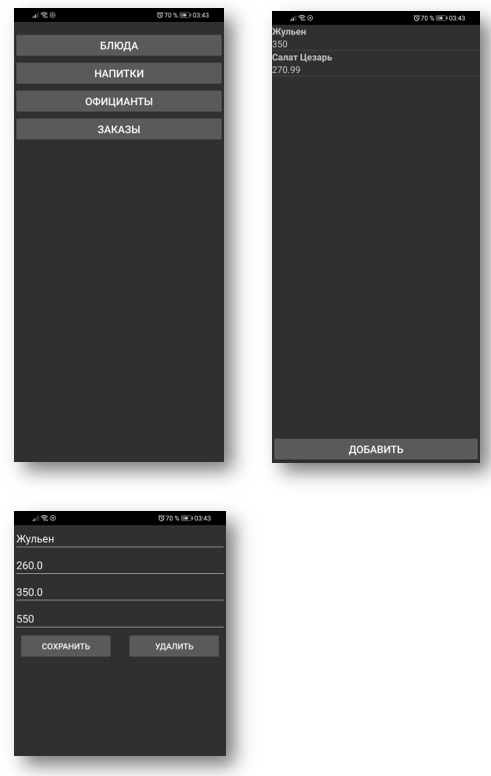 70 % 03:43
БЛЮДА
НАПИТКИ
ОФИЦИАНТЫ
ЗАКАЗЫ
70 % 03:43
Жульен
350
Салат Цезарь
270.99
ДОБАВИТЬ
70 % 03:43
Жульен
260.0
350.0
550
СОХРАНИТЬ УДАЛИТЬ